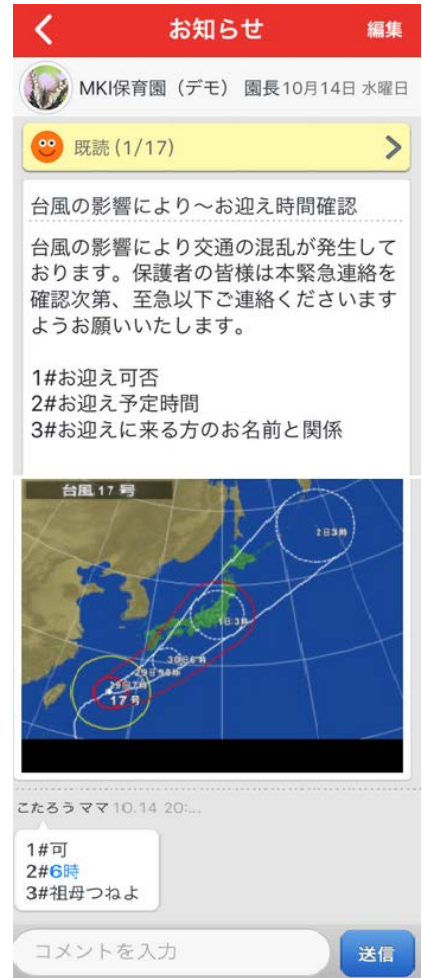 お知らせ
編集
MKI保育園（デモ） 園長10月14日 水曜日
既読 (1/17)
台風の影響により〜お迎え時間確認
台風の影響により交通の混乱が発生して
おります。保護者の皆様は本緊急連絡を
確認次第、至急以下ご連絡くださいます
ようお願いいたします。
1#お迎え可否
2#お迎え予定時間
3#お迎えに来る方のお名前と関係
台風 17 号
2日3時
1日3時
30日6時
17号
こたろう ママ 10.14 20:...
1#可
2#6時
3#祖母つねよ
コメントを入力
送信